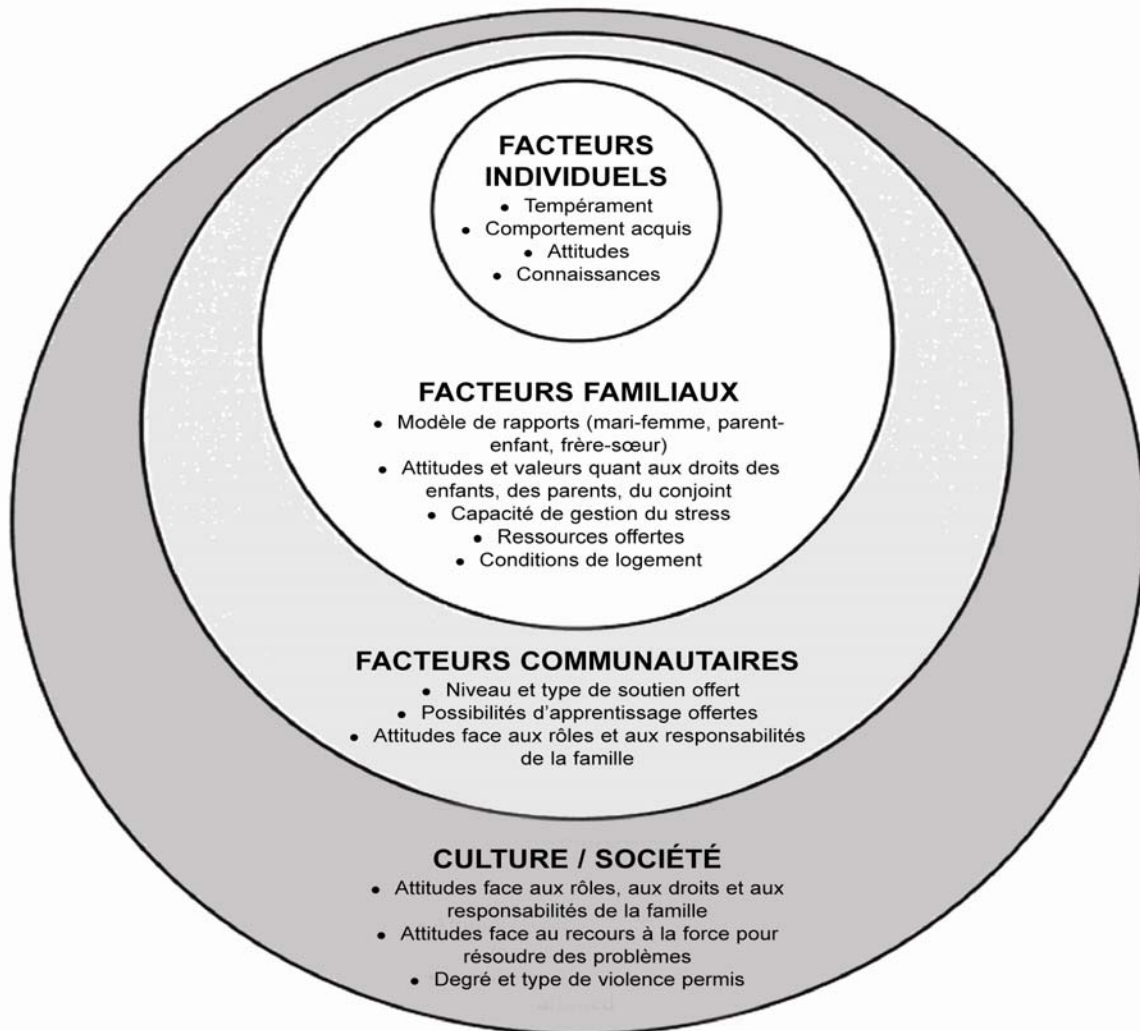 FACTEURS
INDIVIDUELS
• Tempérament
• Comportement acquis
• Attitudes
• Connaissances
FACTEURS FAMILIAUX
• Modèle de rapports (mari-femme, parent-
enfant, frère-sœur)
• Attitudes et valeurs quant aux droits des
enfants, des parents, du conjoint
• Capacité de gestion du stress
• Ressources offertes
• Conditions de logement
FACTEURS COMMUNAUTAIRES
• Niveau et type de soutien offert
• Possibilités d’apprentissage offertes
• Attitudes face aux rôles et aux responsabilités
de la famille
CULTURE / SOCIÉTÉ
• Attitudes face aux rôles, aux droits et aux
responsabilités de la famille
• Attitudes face au recours à la force pour
résoudre des problèmes
• Degré et type de violence permis